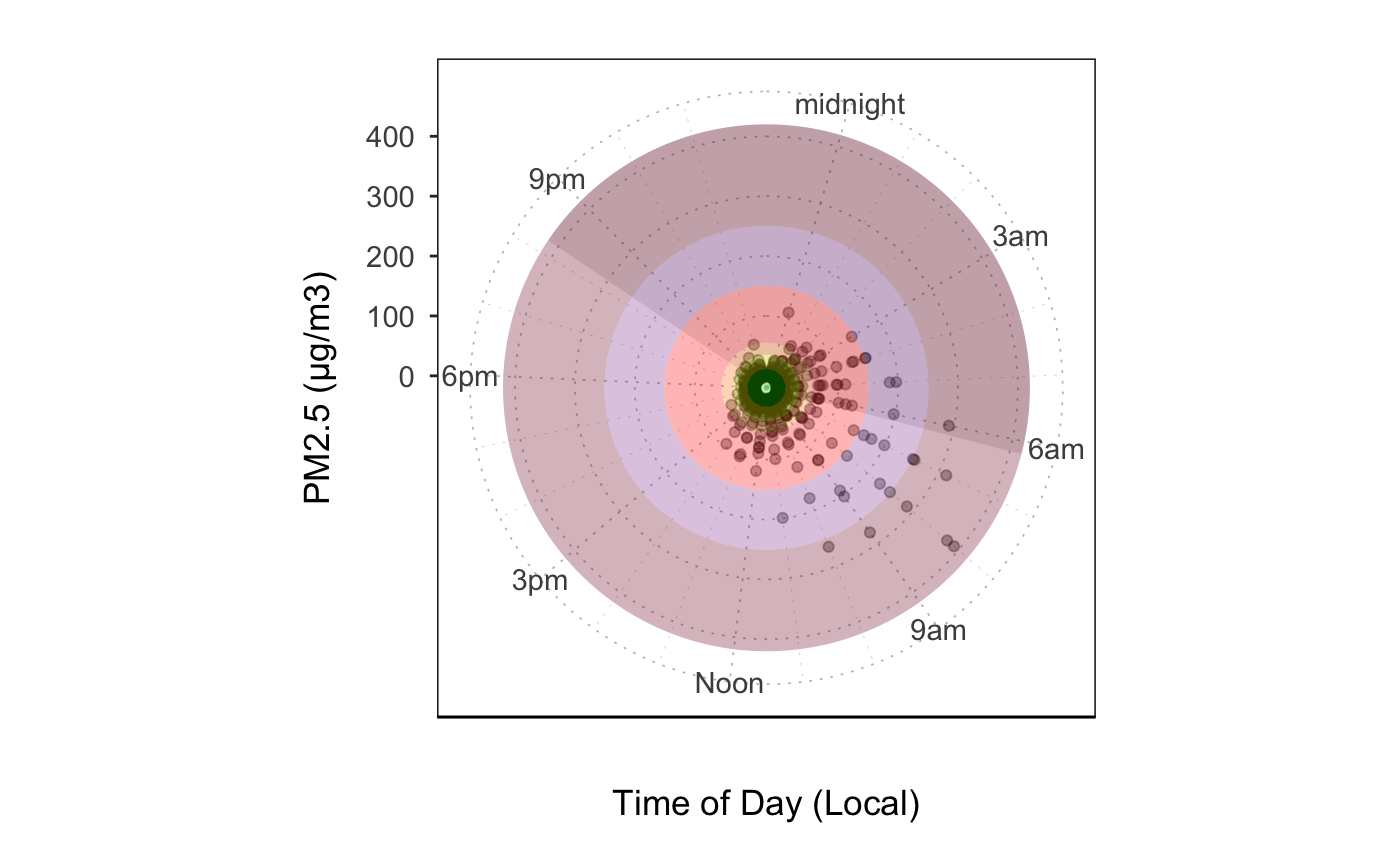 midnight
400
9pm
300
3am
200
100
0
6pm
6am
3pm
9am
Noon
PM2.5 (μg/m3)
Time of Day (Local)